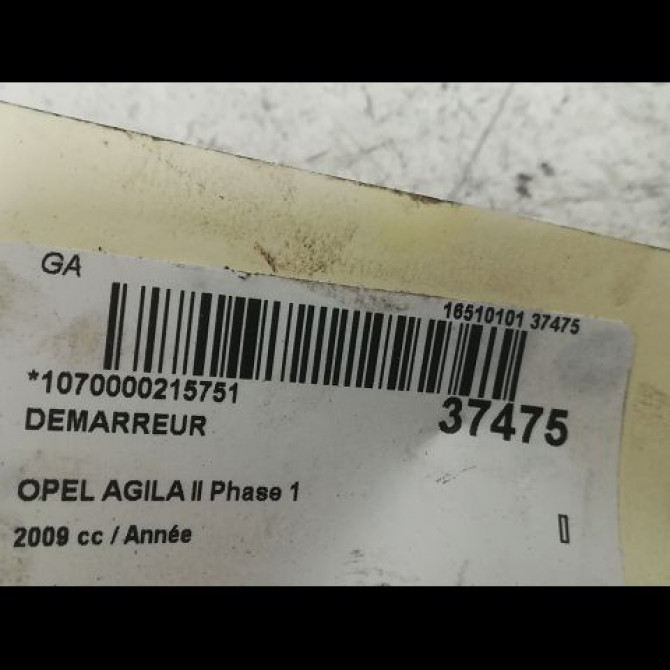 GA
16510101 37475
*1070000215751
37475
DEMARREUR
OPEL AGILA II Phase 1
2009 cc / Année